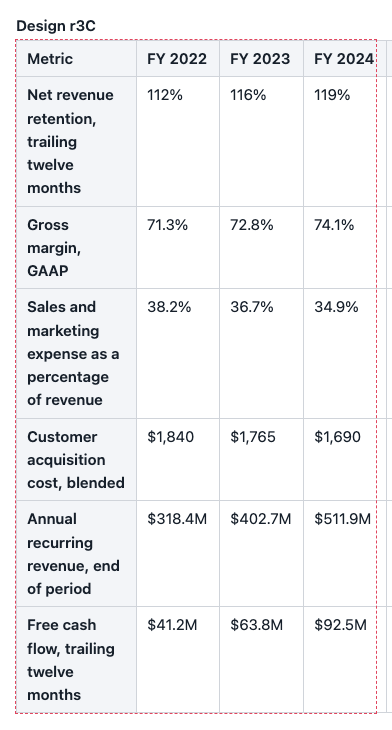 Design r3C
Metric FY 2022 FY 2023 FY 2024
Net revenue 112% 116% 119%
retention,
trailing
twelve
months
Gross 71.3% 72.8% 74.1%
margin,
GAAP
Sales and 38.2% 36.7% 34.9%
marketing
expense as a
percentage
of revenue
Customer $1,840 $1,765 $1,690
acquisition
cost, blended
Annual $318.4M $402.7M $511.9M
recurring
revenue, end
of period
Free cash $41.2M $63.8M $92.5M
flow, trailing
twelve
months